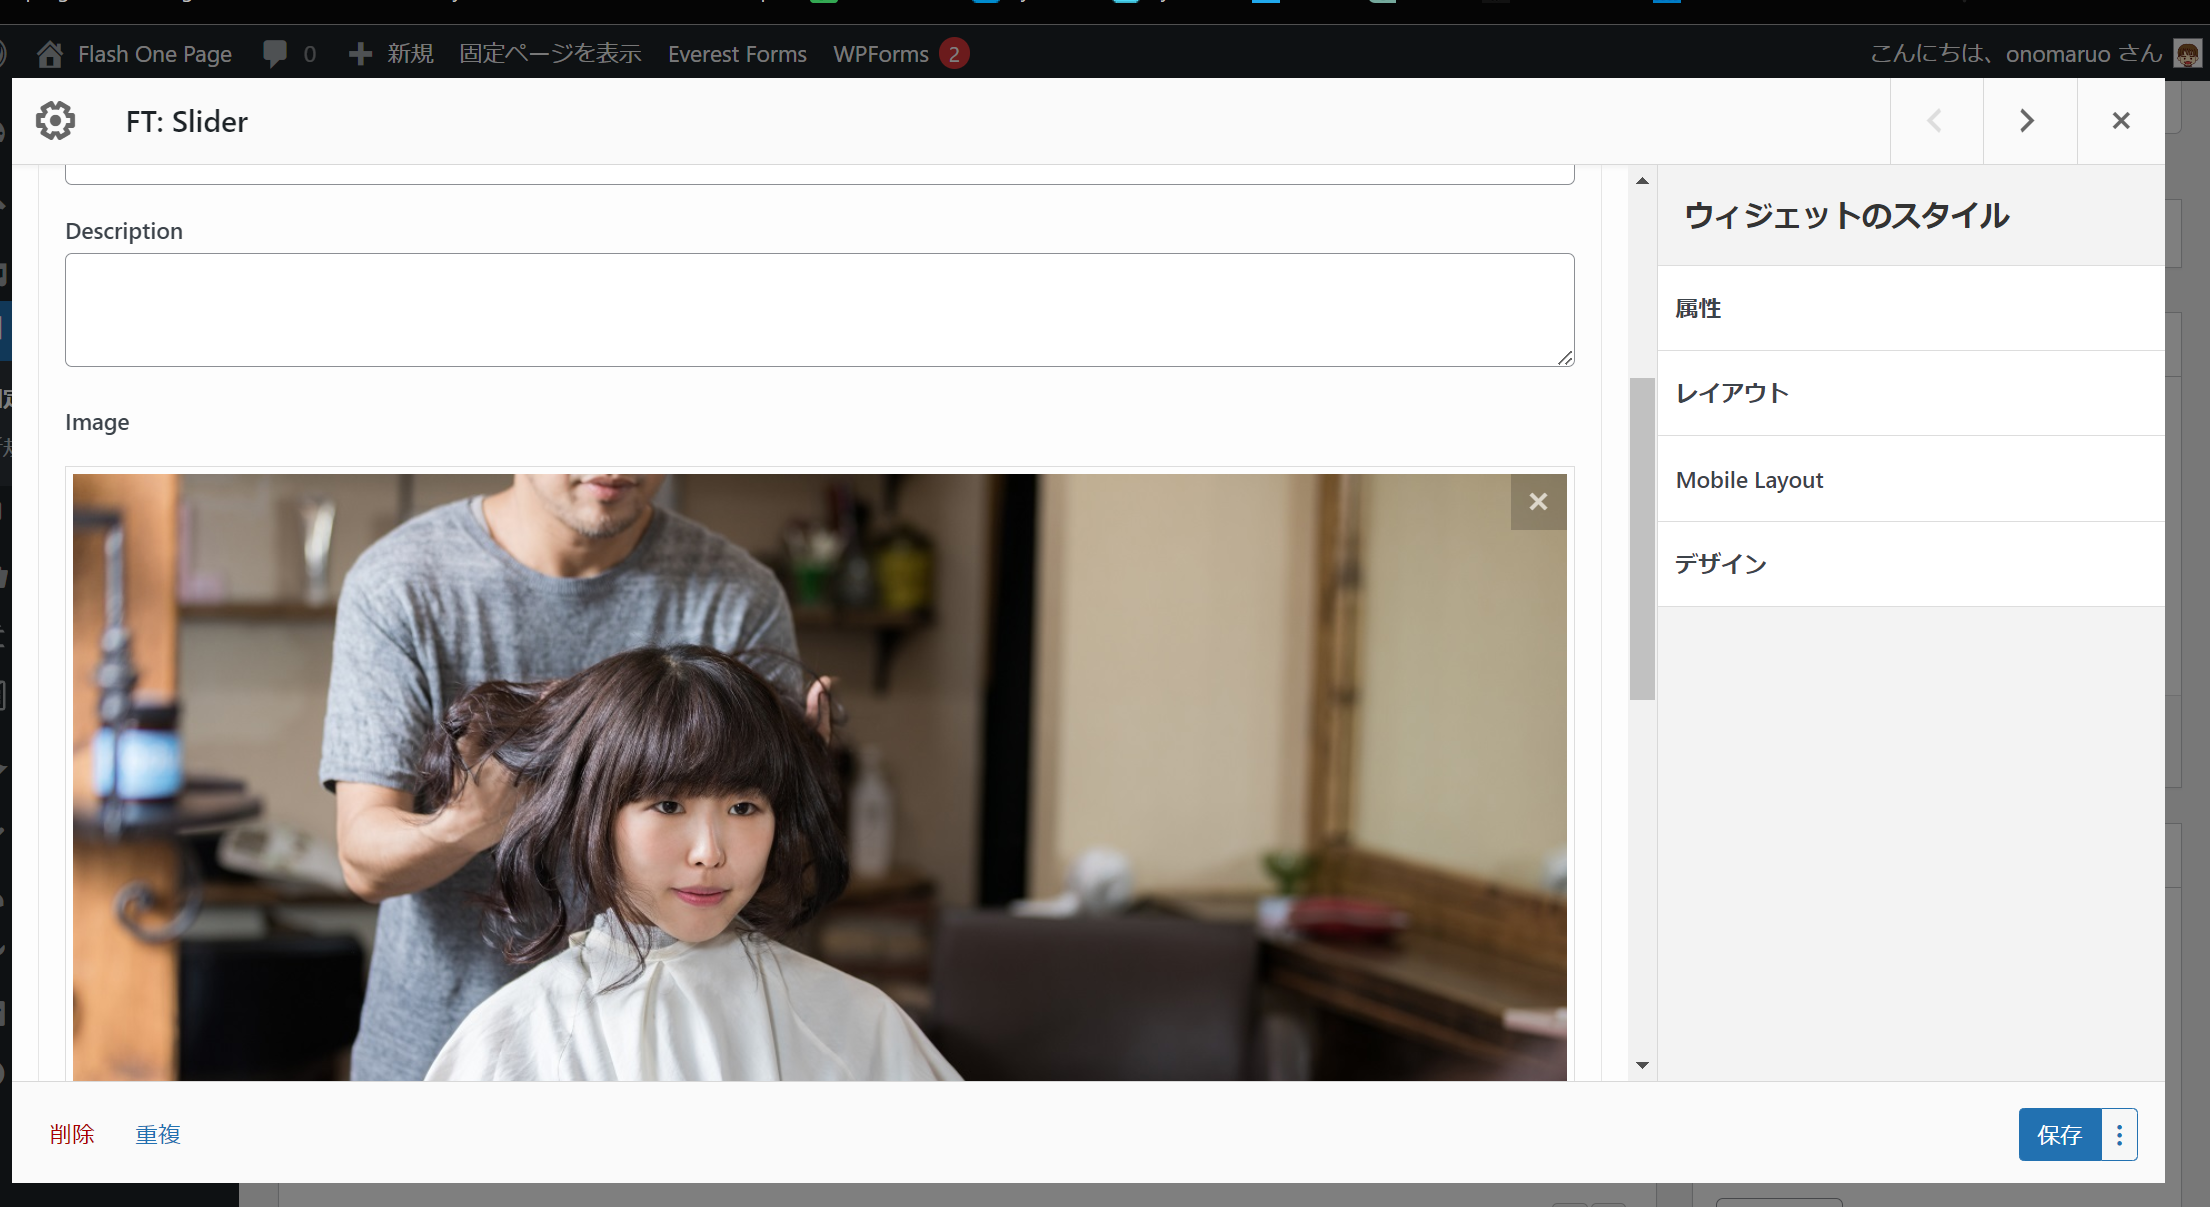 Flash One Page 0 新規 固定ページを表示 Everest Forms WPForms 2 こんにちは、onomaruo さん
FT: Slider
Description
Image
ウィジェットのスタイル
属性
レイアウト
Mobile Layout
デザイン
削除 重複
保存